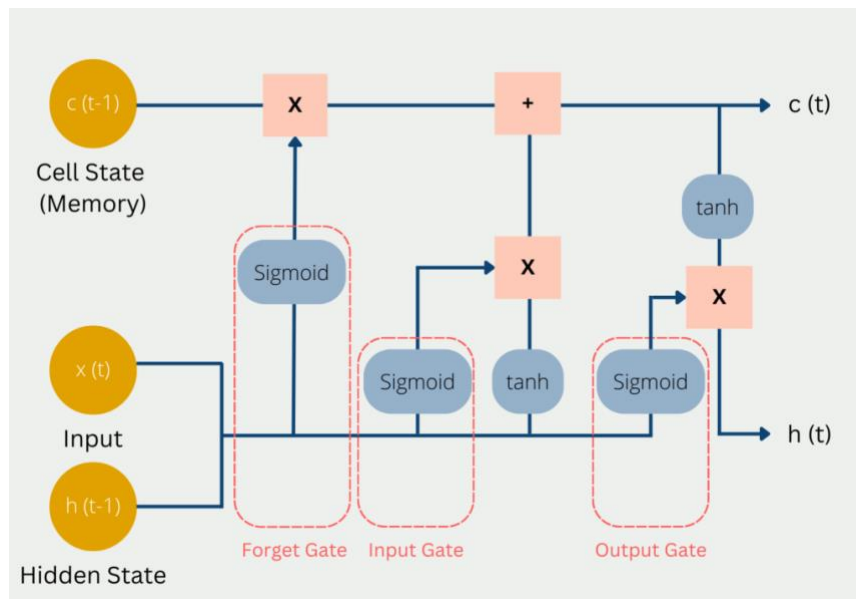 c (t-1)
X
+
c (t)
Cell State
(Memory)
tanh
Sigmoid
X
X
x (t)
Sigmoid
tanh
Sigmoid
Input
h (t)
h (t-1)
Forget Gate
Input Gate
Output Gate
Hidden State